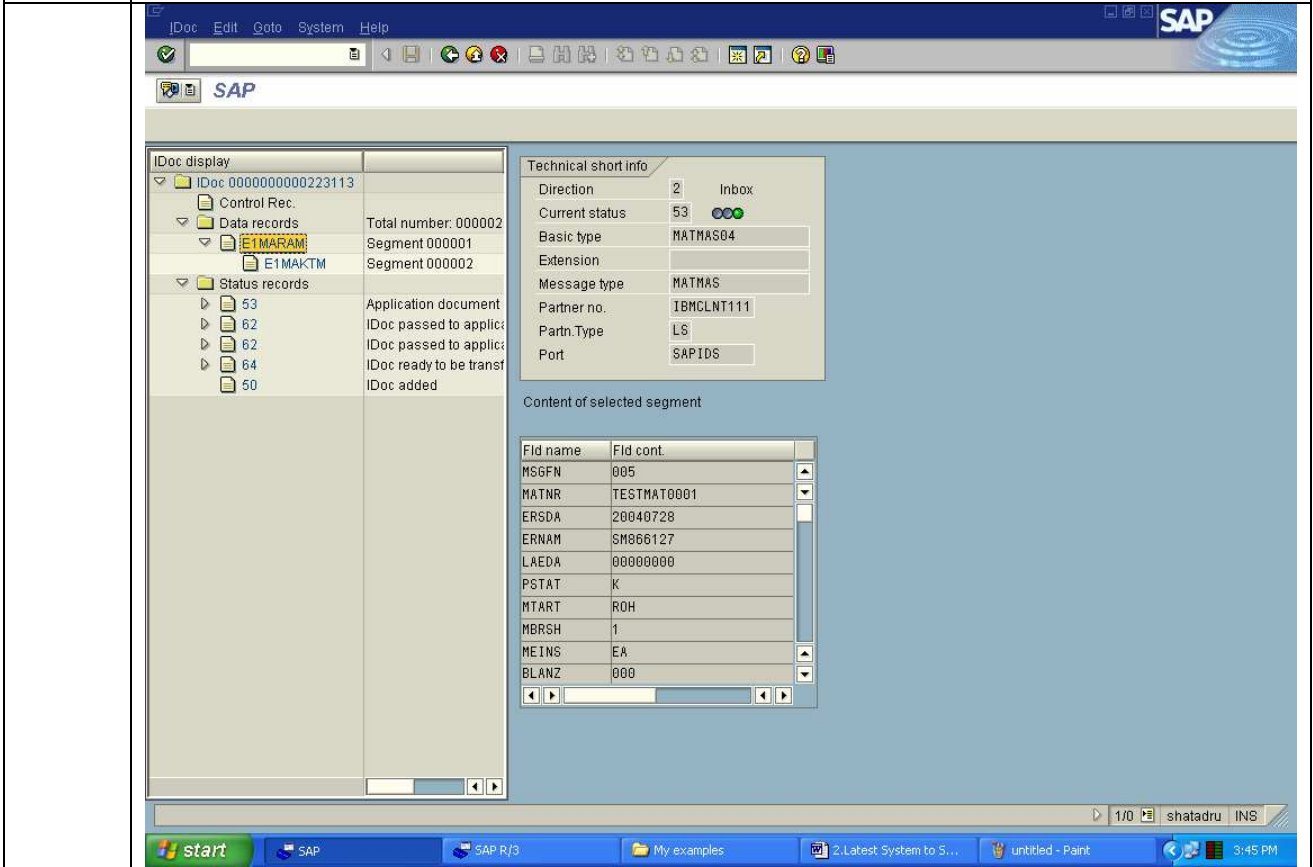 IDoc Edit Goto System Help
SAP
SAP
IDoc display
IDoc 0000000000223113
Control Rec.
Data records Total number: 000002
E1MARAM Segment 000001
E1MAKTM Segment 000002
Status records
53 Application document
62 IDoc passed to applica
62 IDoc passed to applica
64 IDoc ready to be transf
50 IDoc added
Technical short info
Direction 2 Inbox
Current status 53
Basic type MATMAS04
Extension
Message type MATMAS
Partner no. IBMCLNT111
Partn.Type LS
Port SAPIDS
Content of selected segment
Fld name Fld cont.
MSGFN 005
MATNR TESTMAT0001
ERSDA 20040728
ERNAM SM866127
LAEDA 00000000
PSTAT K
MTART ROH
MBRSH 1
MEINS EA
BLANZ 000
1/0 shatadru INS
start SAP SAP R/3 My examples 2.Latest System to S... untitled - Paint 3:45 PM